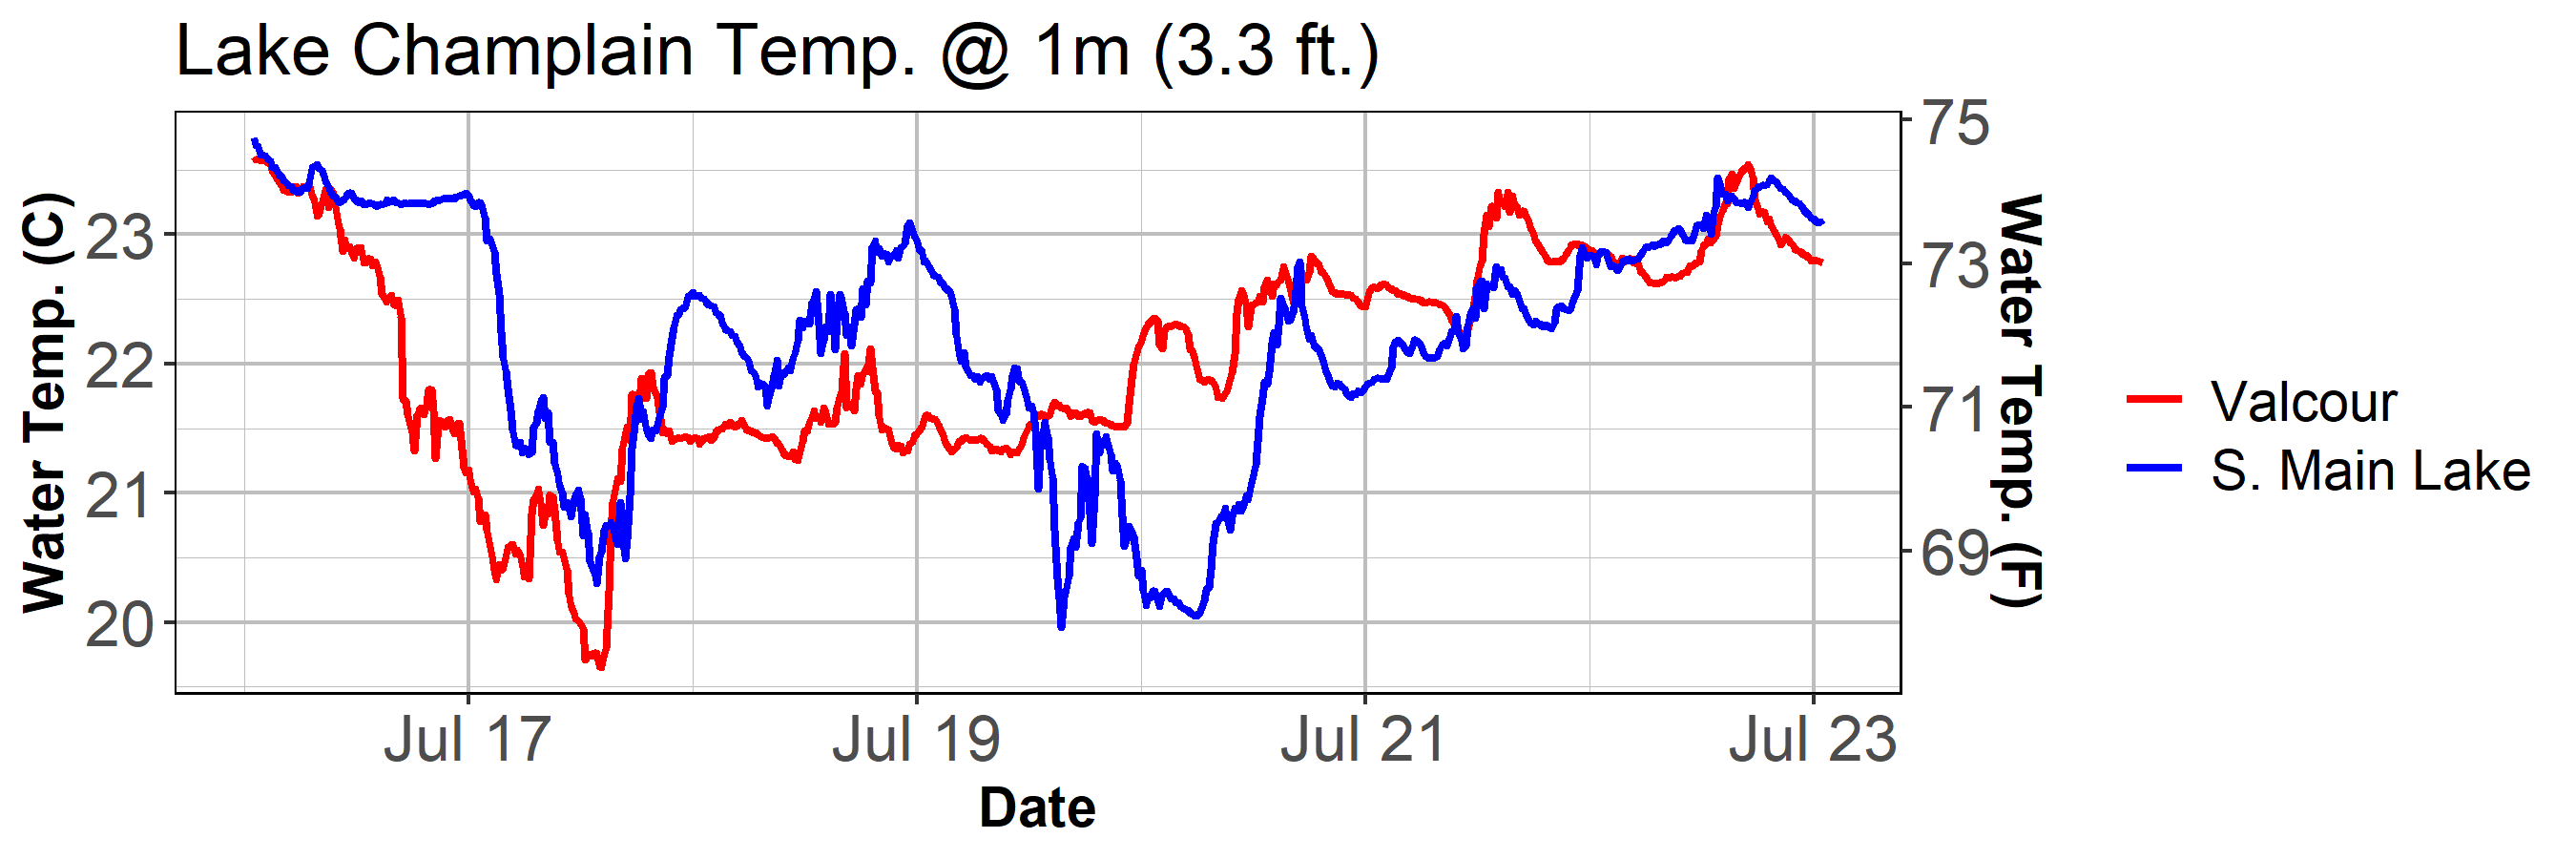 Lake Champlain Temp. @ 1m (3.3 ft.)
Water Temp. (C)
23
22
21
20
75
73
71
69
Water Temp. (F)
Jul 17
Jul 19
Jul 21
Jul 23
Date
Valcour
S. Main Lake